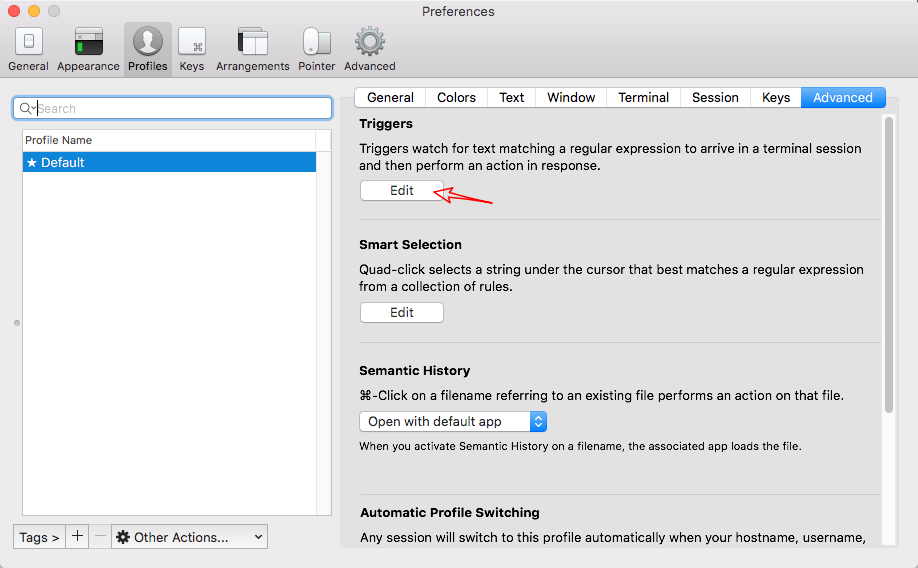 Preferences
General Appearance Profiles Keys Arrangements Pointer Advanced
Search
Profile Name
★ Default
Tags > + − Other Actions...
General Colors Text Window Terminal Session Keys Advanced
Triggers
Triggers watch for text matching a regular expression to arrive in a terminal session
and then perform an action in response.
Edit
Smart Selection
Quad-click selects a string under the cursor that best matches a regular expression
from a collection of rules.
Edit
Semantic History
⌘-Click on a filename referring to an existing file performs an action on that file.
Open with default app
When you activate Semantic History on a filename, the associated app loads the file.
Automatic Profile Switching
Any session will switch to this profile automatically when your hostname, username,